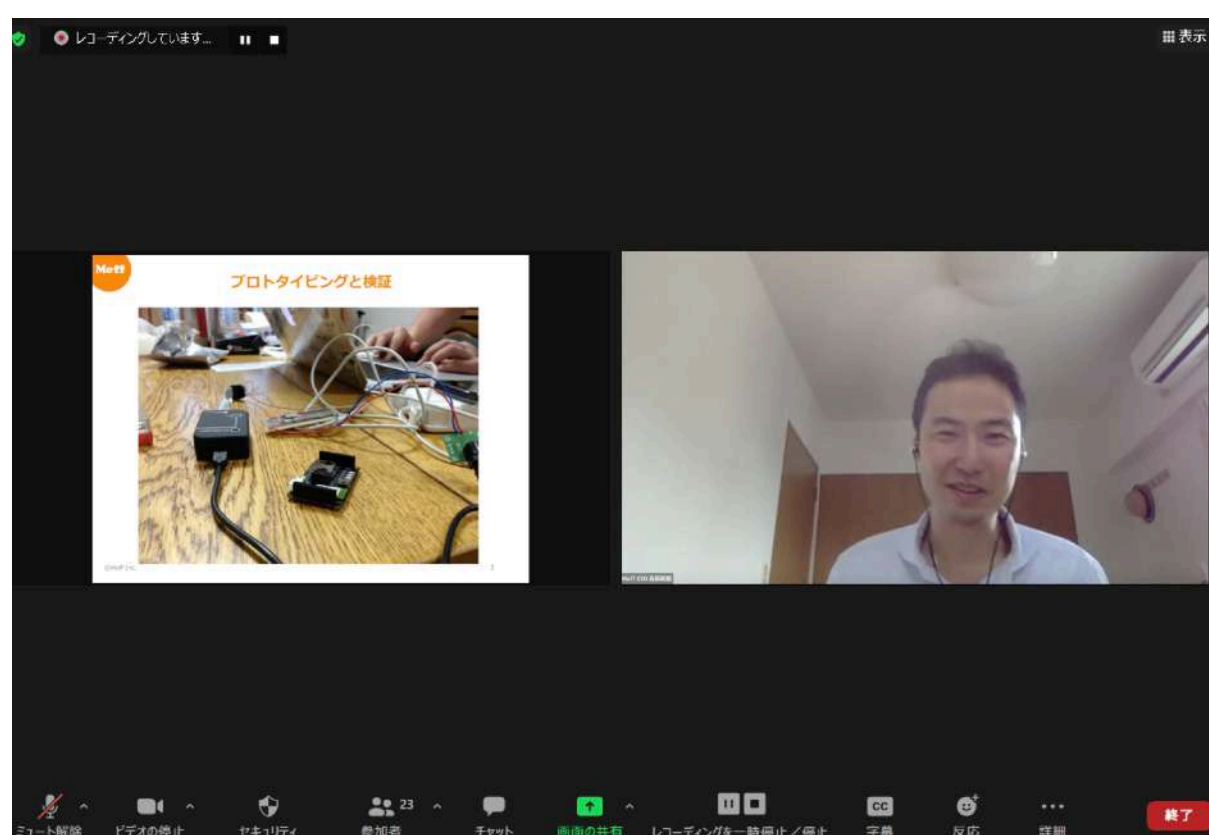 レコーディングしています...
表示
Moff
プロトタイピングと検証
3
ミュート解除
ビデオの停止
セキュリティ
参加者
23
チャット
画面の共有
レコーディングを一時停止/停止
CC
字幕
反応
詳細
終了